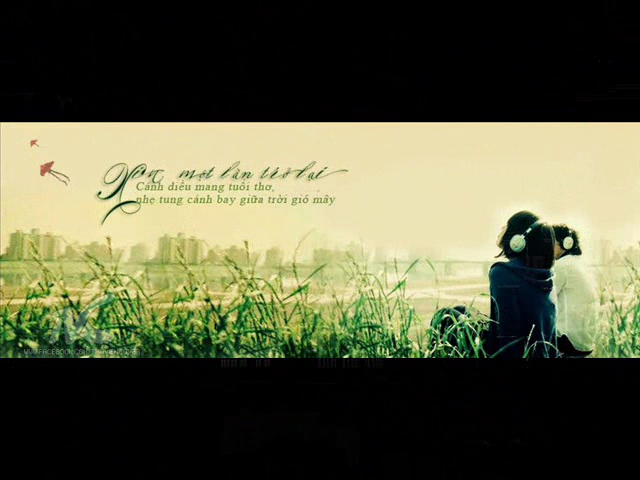 Xin một lần trở lại
Cánh diều mang tuổi thơ,
nhẹ tung cánh bay giữa trời gió mây